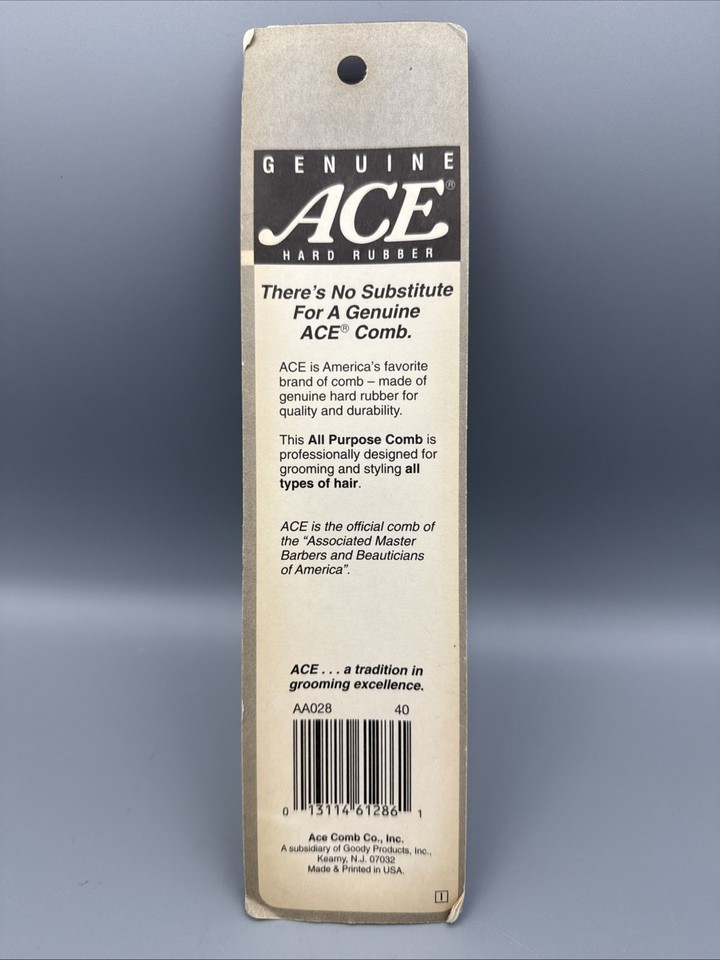 GENUINE
ACE®
HARD RUBBER
There's No Substitute
For A Genuine
ACE® Comb.
ACE is America's favorite
brand of comb – made of
genuine hard rubber for
quality and durability.
This All Purpose Comb is
professionally designed for
grooming and styling all
types of hair.
ACE is the official comb of
the “Associated Master
Barbers and Beauticians
of America”.
ACE . . . a tradition in
grooming excellence.
AA028 40
0 13114 61286 1
Ace Comb Co., Inc.
A subsidiary of Goody Products, Inc.,
Kearny, N.J. 07032
Made & Printed in USA.
1